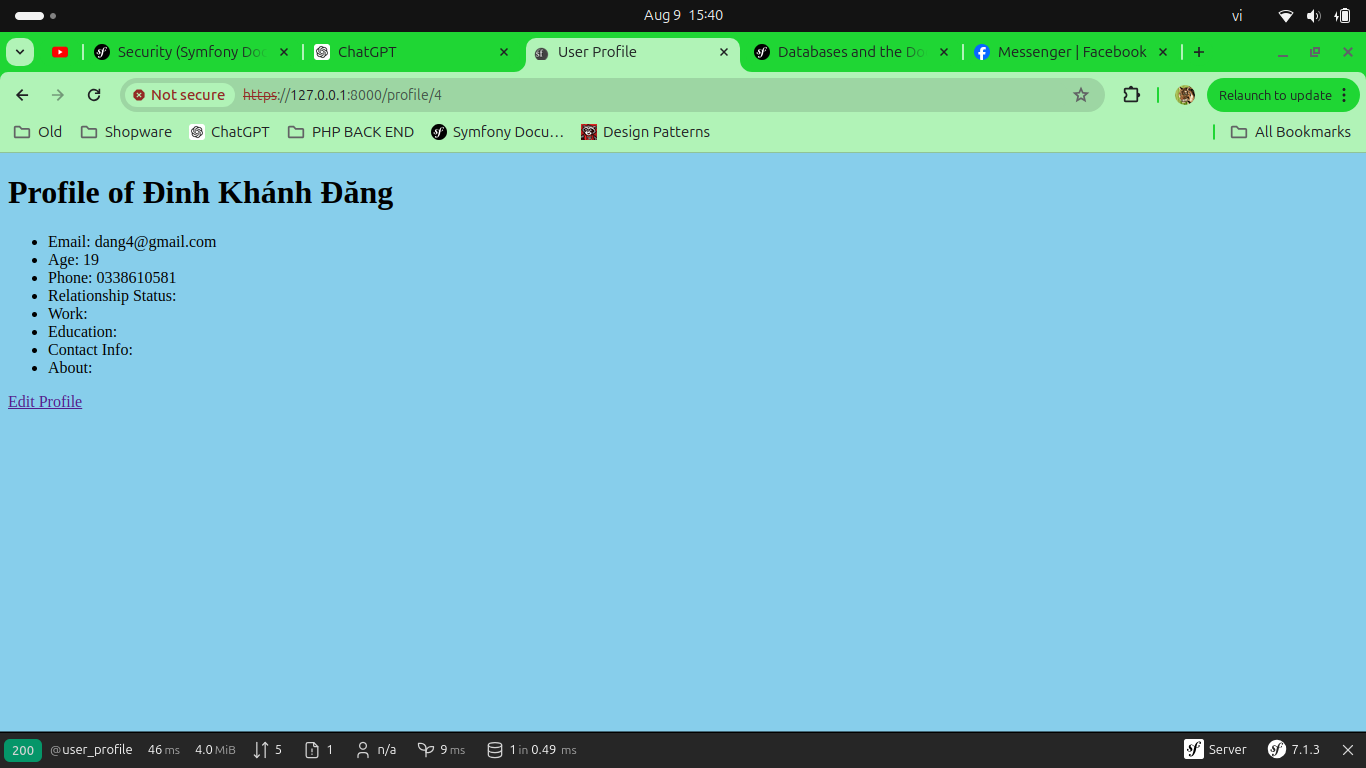 Aug 9 15:40
vi
Security (Symfony Doc
ChatGPT
User Profile
Databases and the Do
Messenger | Facebook
Not secure https://127.0.0.1:8000/profile/4
Relaunch to update
Old
Shopware
ChatGPT
PHP BACK END
Symfony Docu...
Design Patterns
All Bookmarks
Profile of Đinh Khánh Đăng
Email: dang4@gmail.com
Age: 19
Phone: 0338610581
Relationship Status:
Work:
Education:
Contact Info:
About:
Edit Profile
200 @user_profile 46 ms 4.0 MiB 5 1 n/a 9 ms 1 in 0.49 ms Server 7.1.3